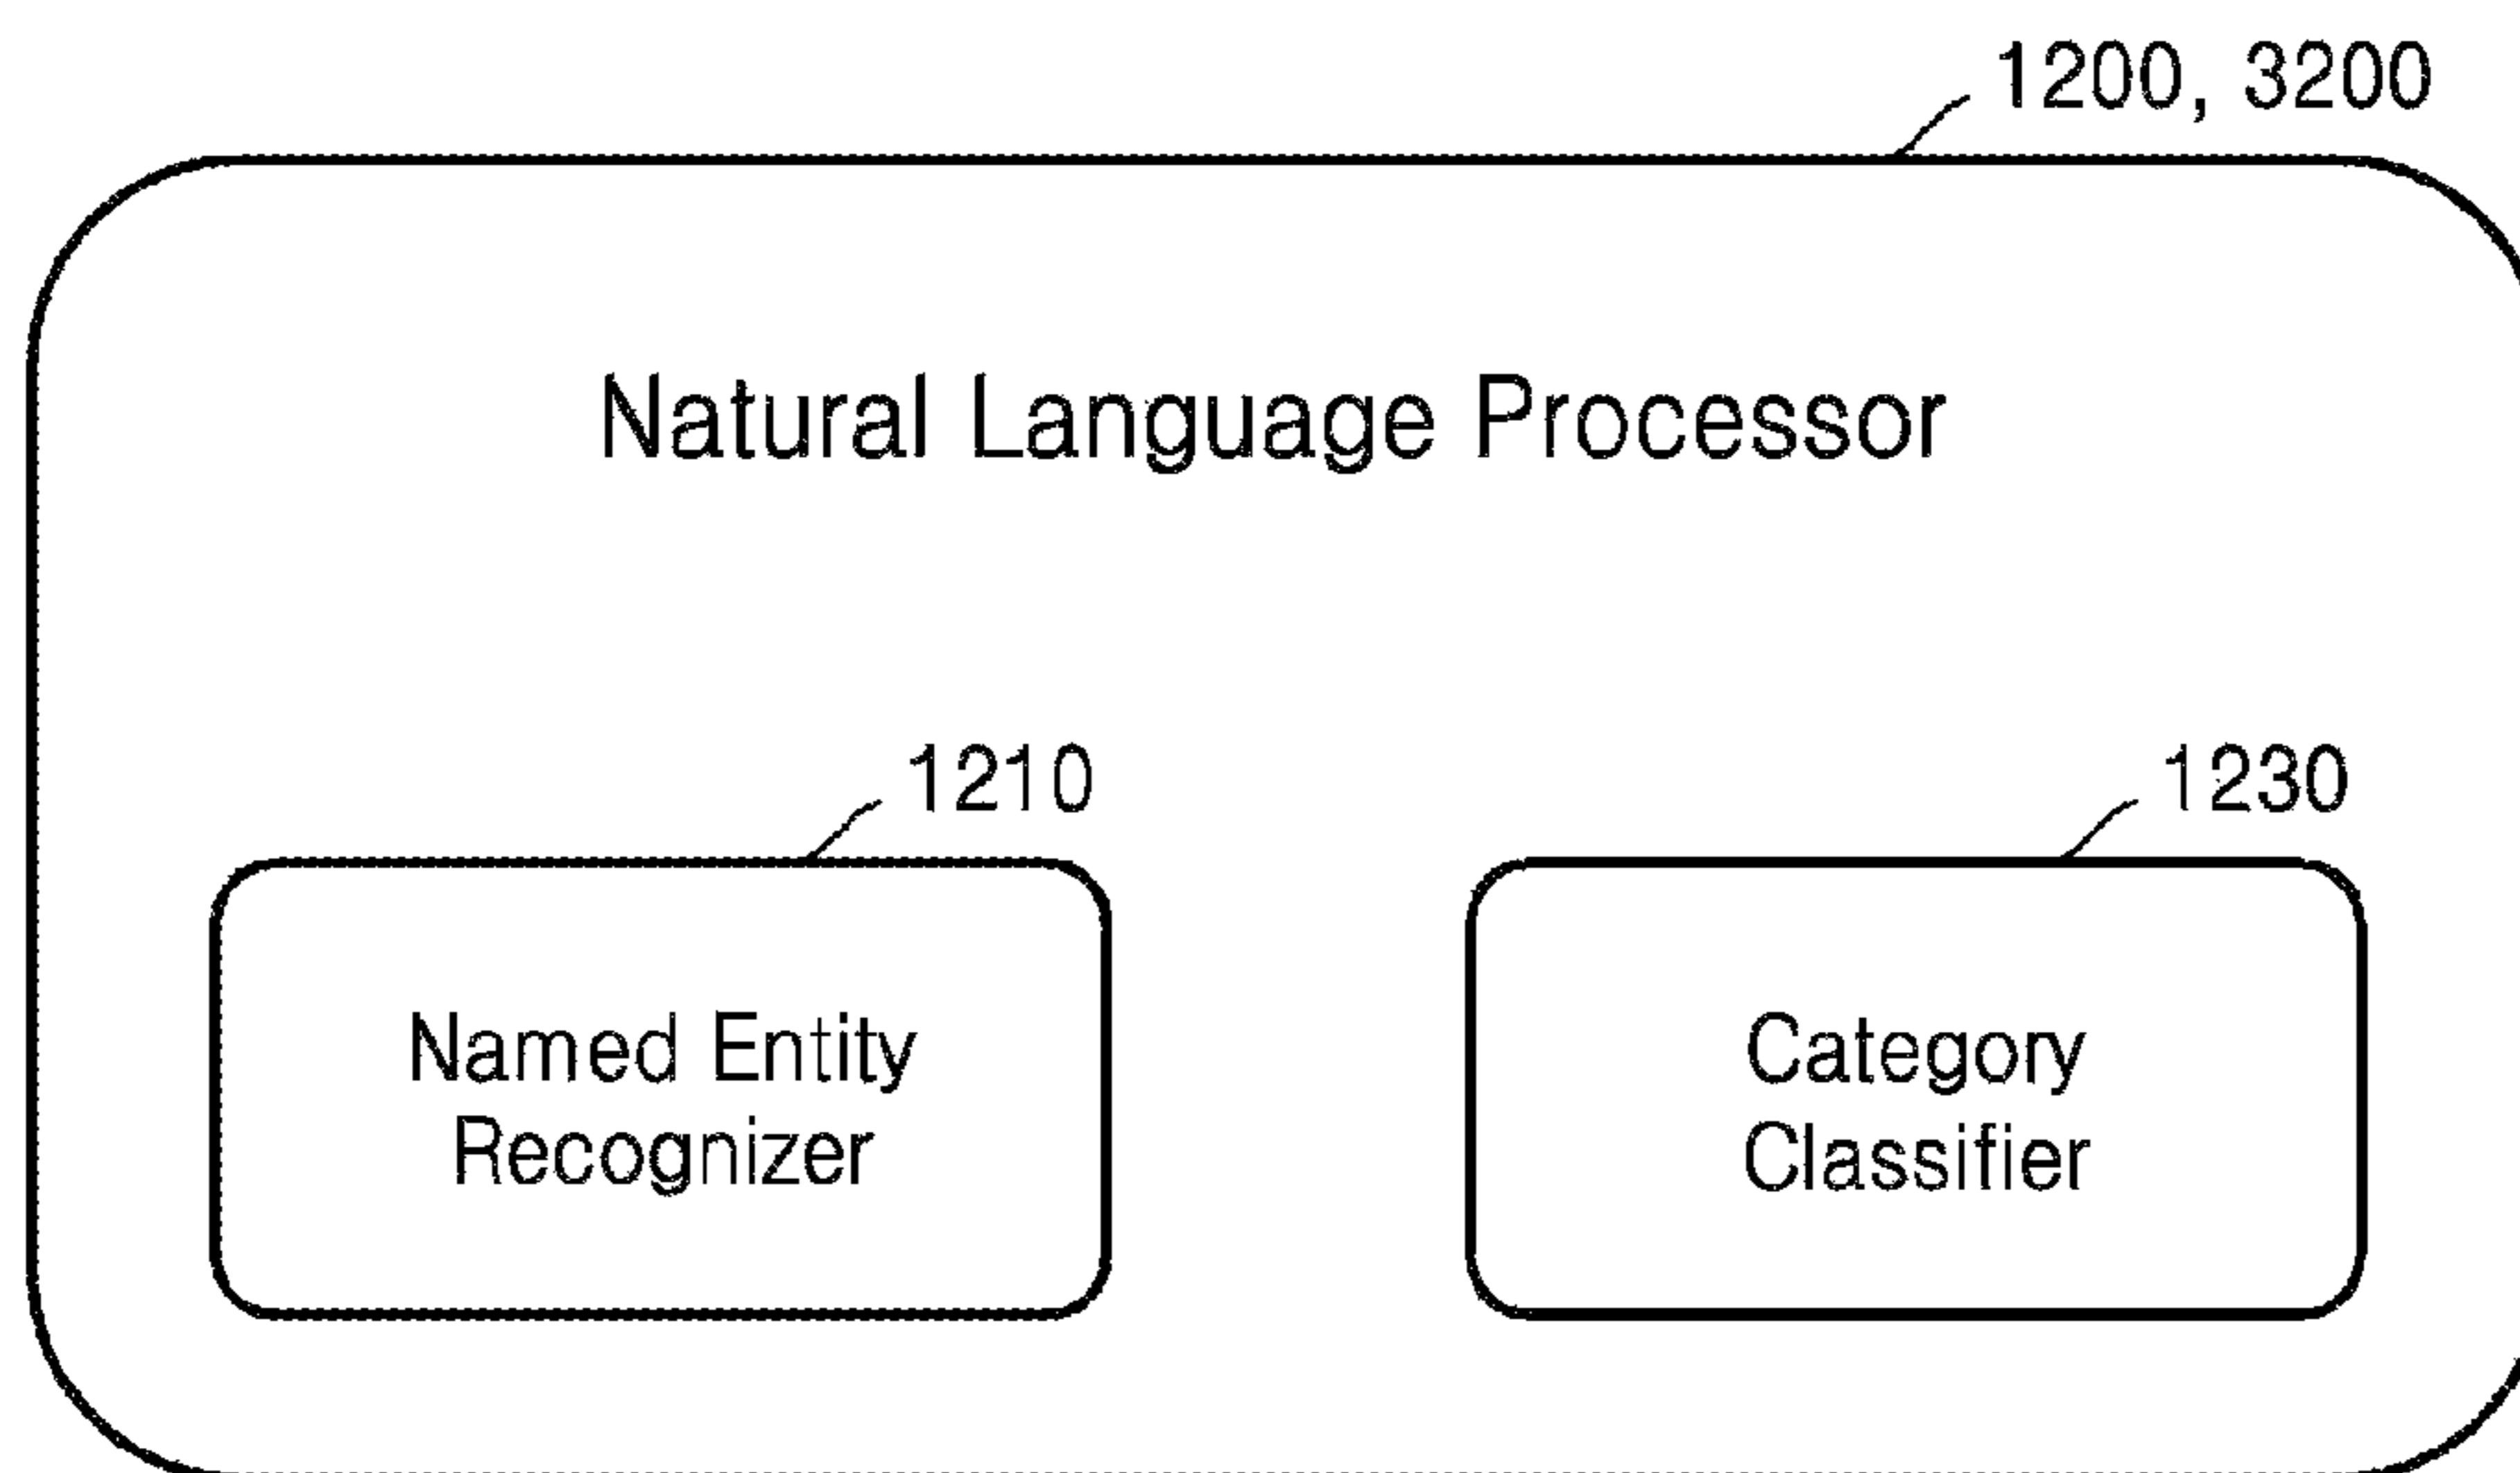 1200, 3200
Natural Language Processor
1210
1230
Named Entity
Recognizer
Category
Classifier